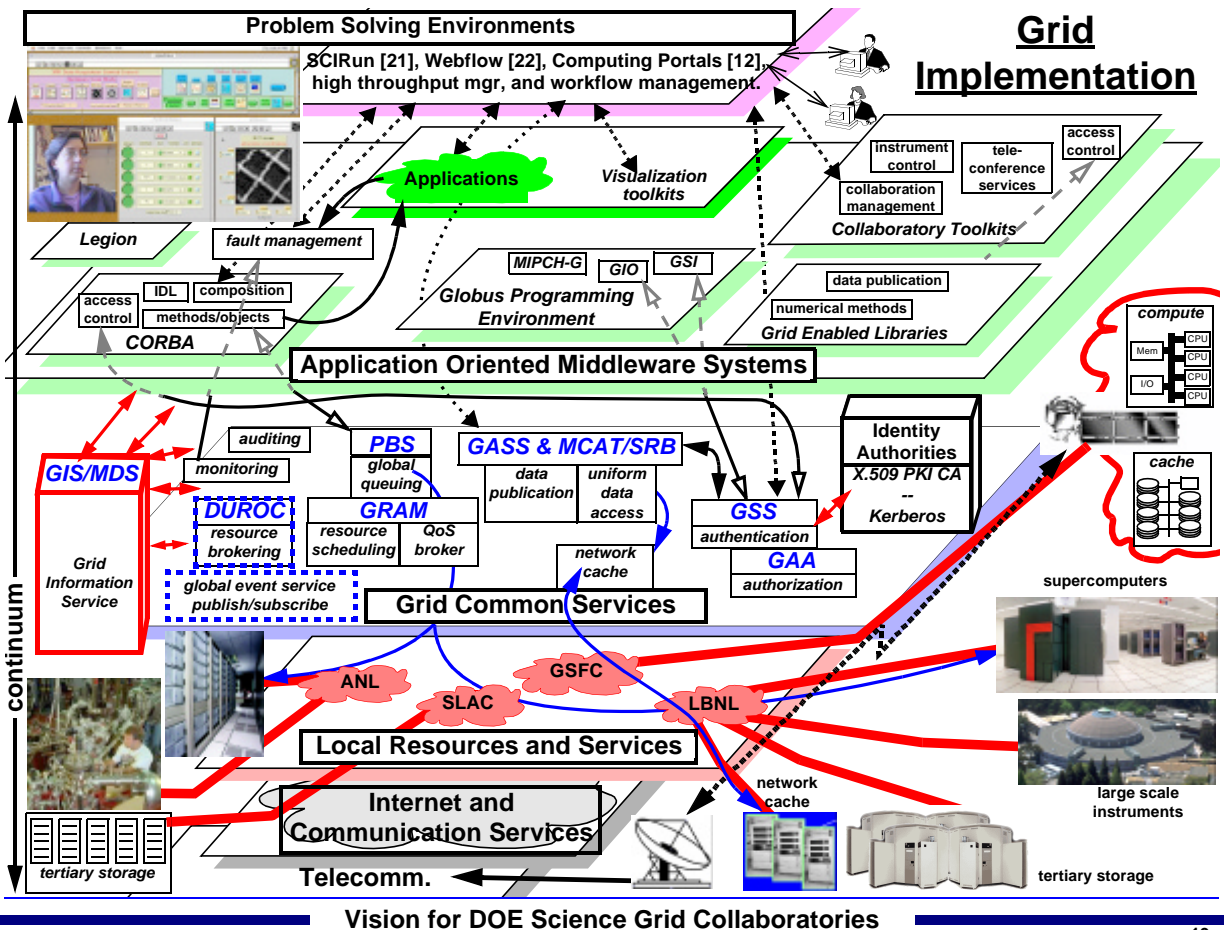 Problem Solving Environments
Grid
Implementation
SCIRun [21], Webflow [22], Computing Portals [12],
high throughput mgr, and workflow management.
Applications
Visualization
toolkits
instrument
control
tele-
conference
services
access
control
collaboration
management
Collaboratory Toolkits
Legion
fault management
access
control
IDL
composition
methods/objects
CORBA
MIPCH-G
GIO
GSI
Globus Programming
Environment
data publication
numerical methods
Grid Enabled Libraries
Application Oriented Middleware Systems
compute
Mem
I/O
CPU
CPU
CPU
CPU
cache
auditing
monitoring
GIS/MDS
Grid
Information
Service
PBS
global
queuing
DUROC
resource
brokering
GRAM
resource
scheduling
QoS
broker
global event service
publish/subscribe
GASS & MCAT/SRB
data
publication
uniform
data
access
network
cache
GSS
authentication
GAA
authorization
Identity
Authorities
X.509 PKI CA
--
Kerberos
Grid Common Services
supercomputers
continuum
ANL
SLAC
GSFC
LBNL
Local Resources and Services
large scale
instruments
network
cache
Internet and
Communication Services
tertiary storage
tertiary storage
Telecomm.
Vision for DOE Science Grid Collaboratories